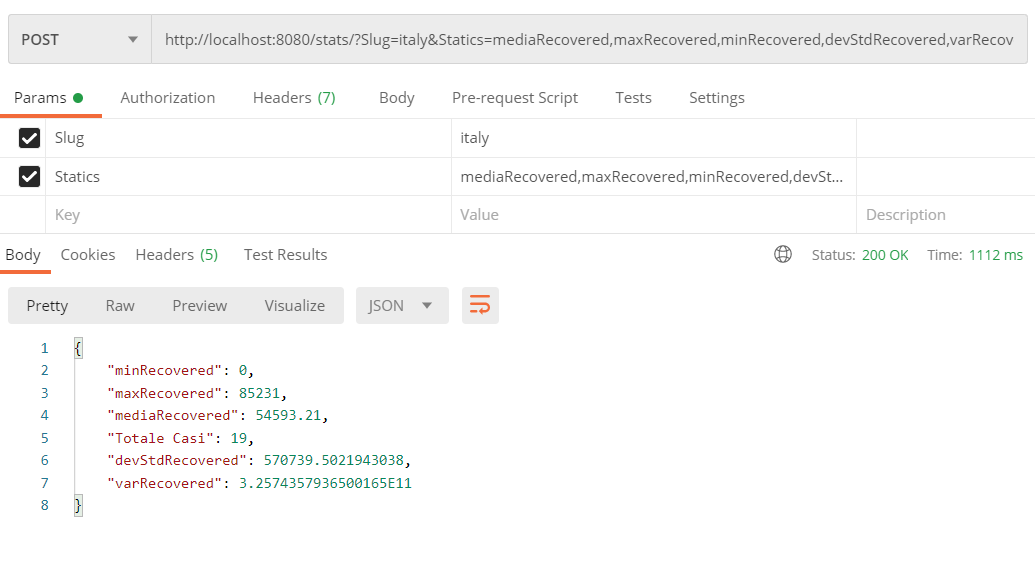 POST http://localhost:8080/stats/?Slug=italy&Statics=mediaRecovered,maxRecovered,minRecovered,devStdRecovered,varRecov
Params Authorization Headers (7) Body Pre-request Script Tests Settings
Slug italy
Statics mediaRecovered,maxRecovered,minRecovered,devSt...
Key Value Description
Body Cookies Headers (5) Test Results Status: 200 OK Time: 1112 ms
Pretty Raw Preview Visualize JSON
1 {
2 "minRecovered": 0,
3 "maxRecovered": 85231,
4 "mediaRecovered": 54593.21,
5 "Totale Casi": 19,
6 "devStdRecovered": 570739.5021943038,
7 "varRecovered": 3.2574357936500165E11
8 }